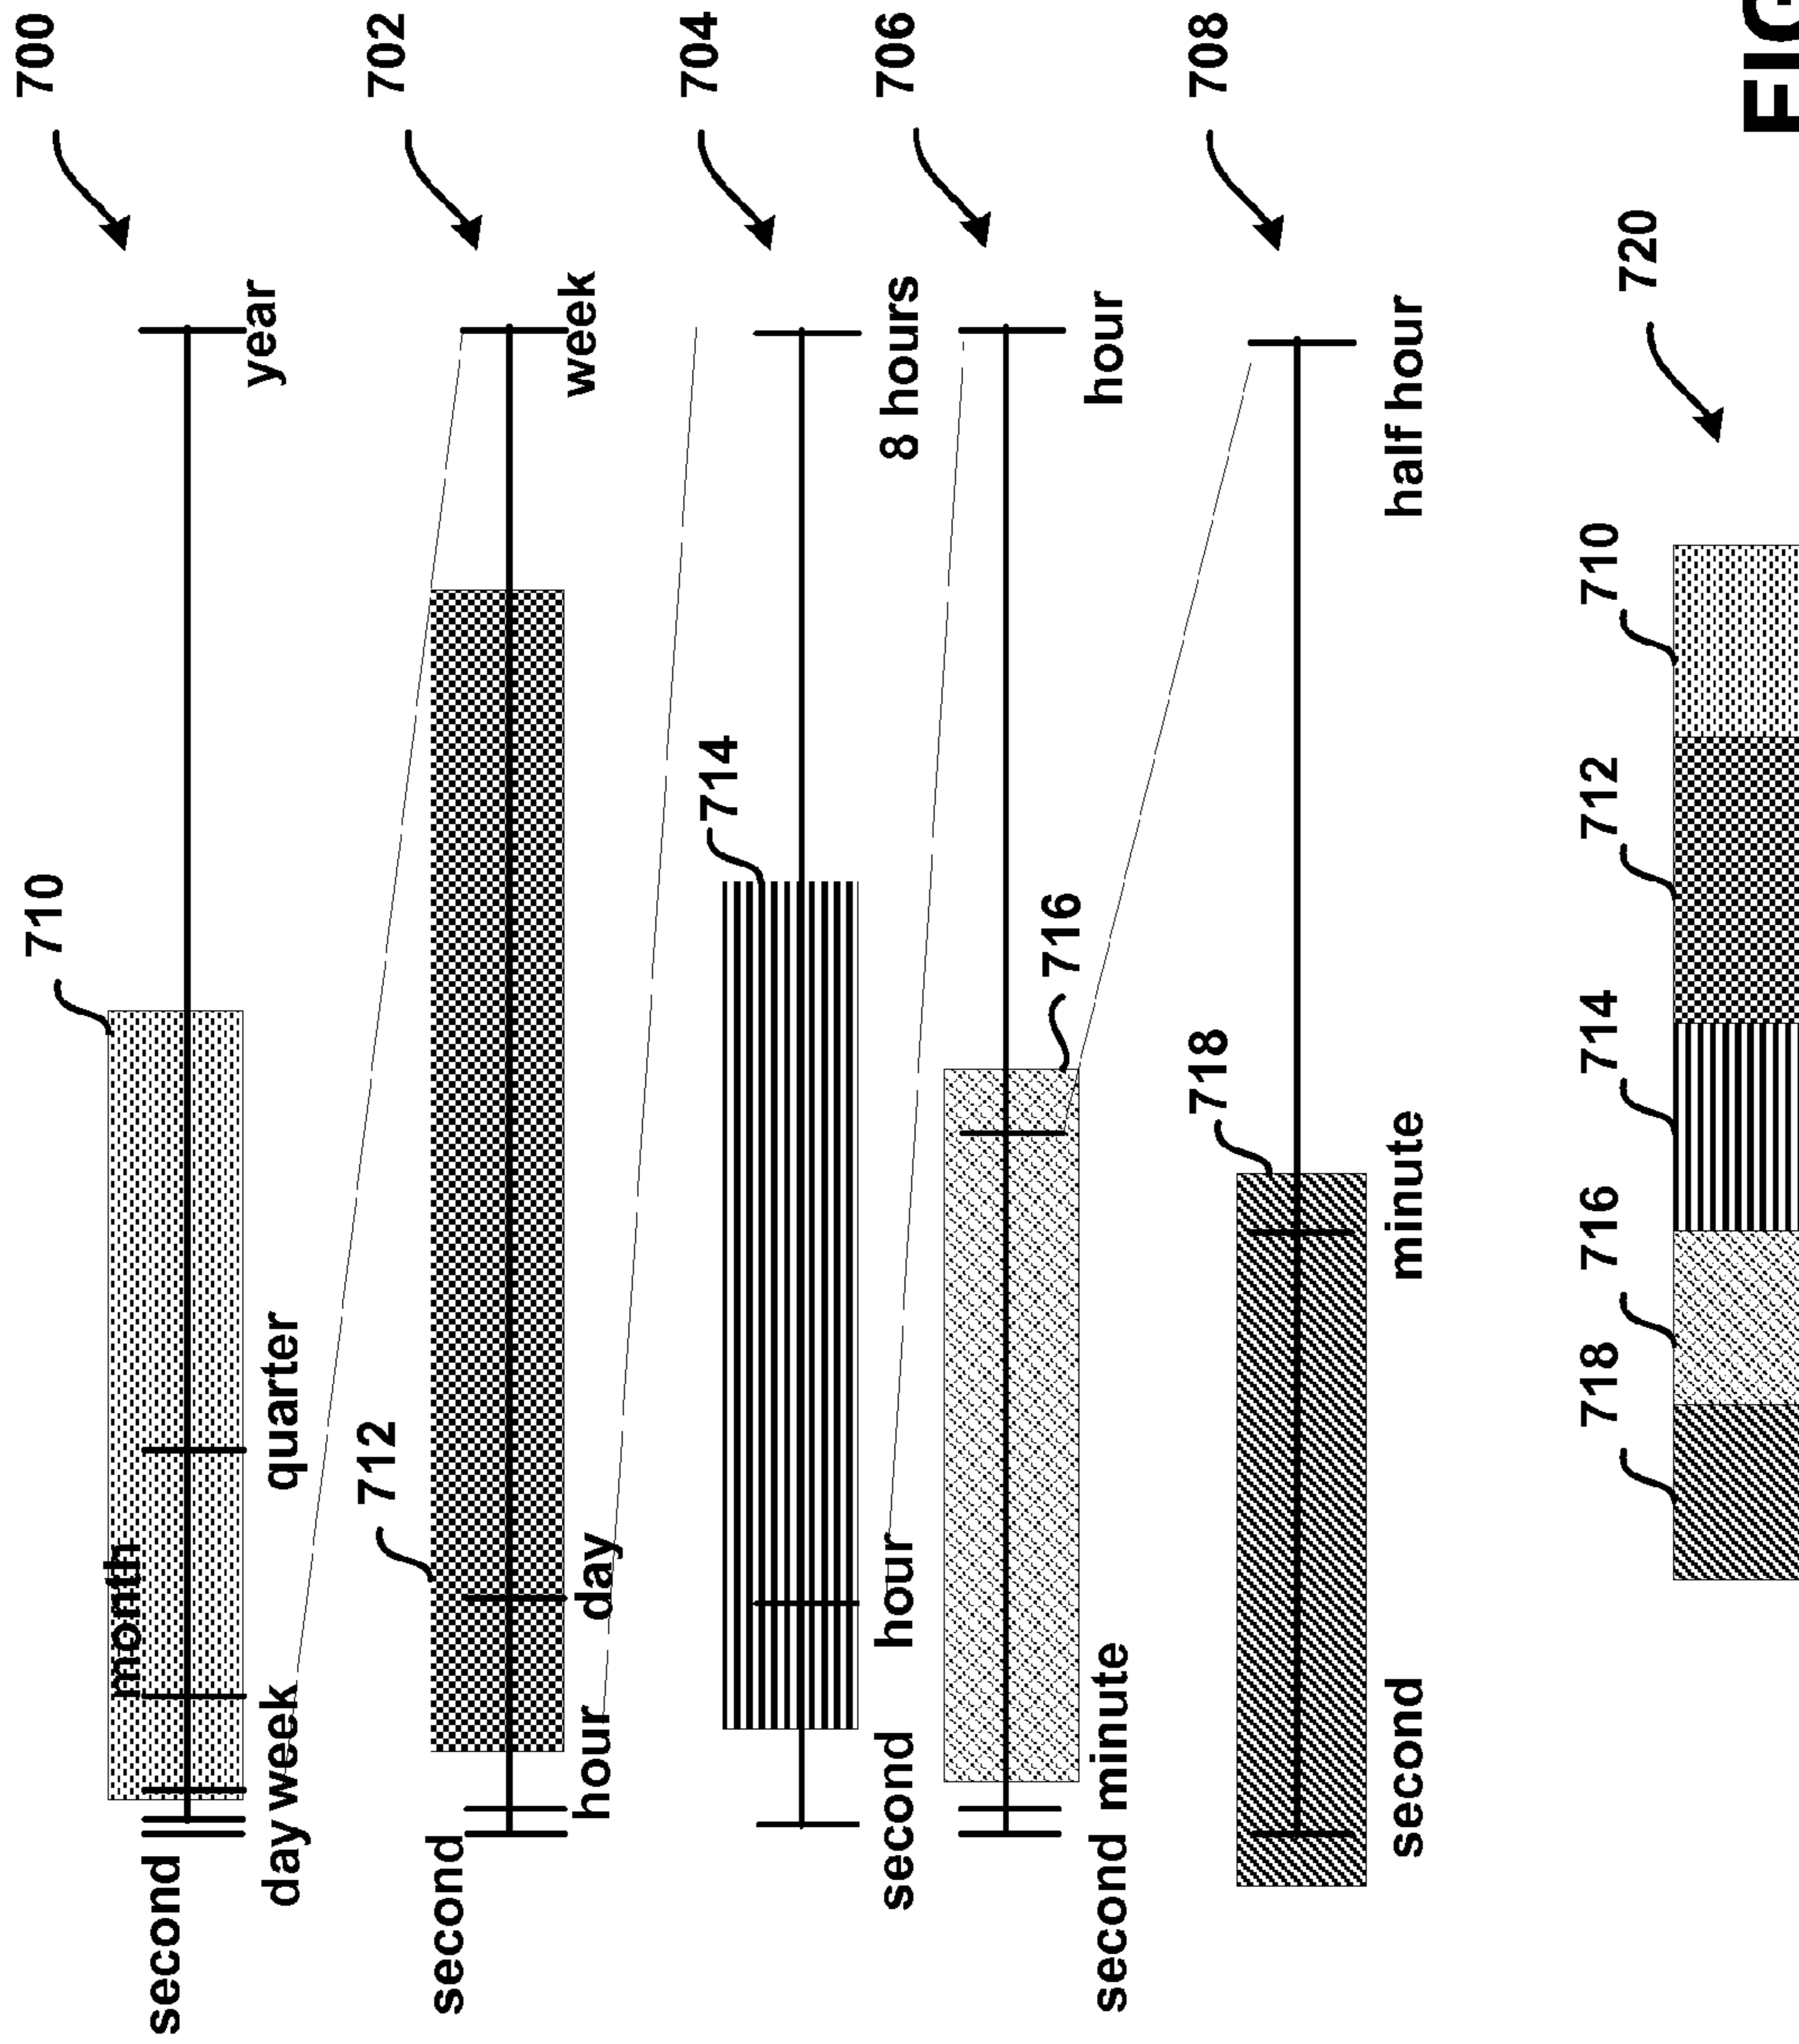 710 700
month
second
day week quarter year
712 702
second
hour day week
714 704
second hour 8 hours 706
716
second minute hour
718 708
second minute half hour
718 716 714 712 710
720